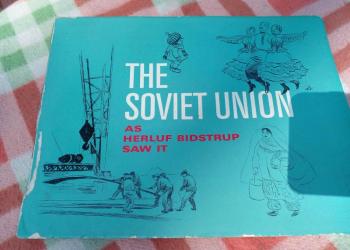 THE
SOVIET UNION
AS
HERLUF BIDSTRUP
SAW IT